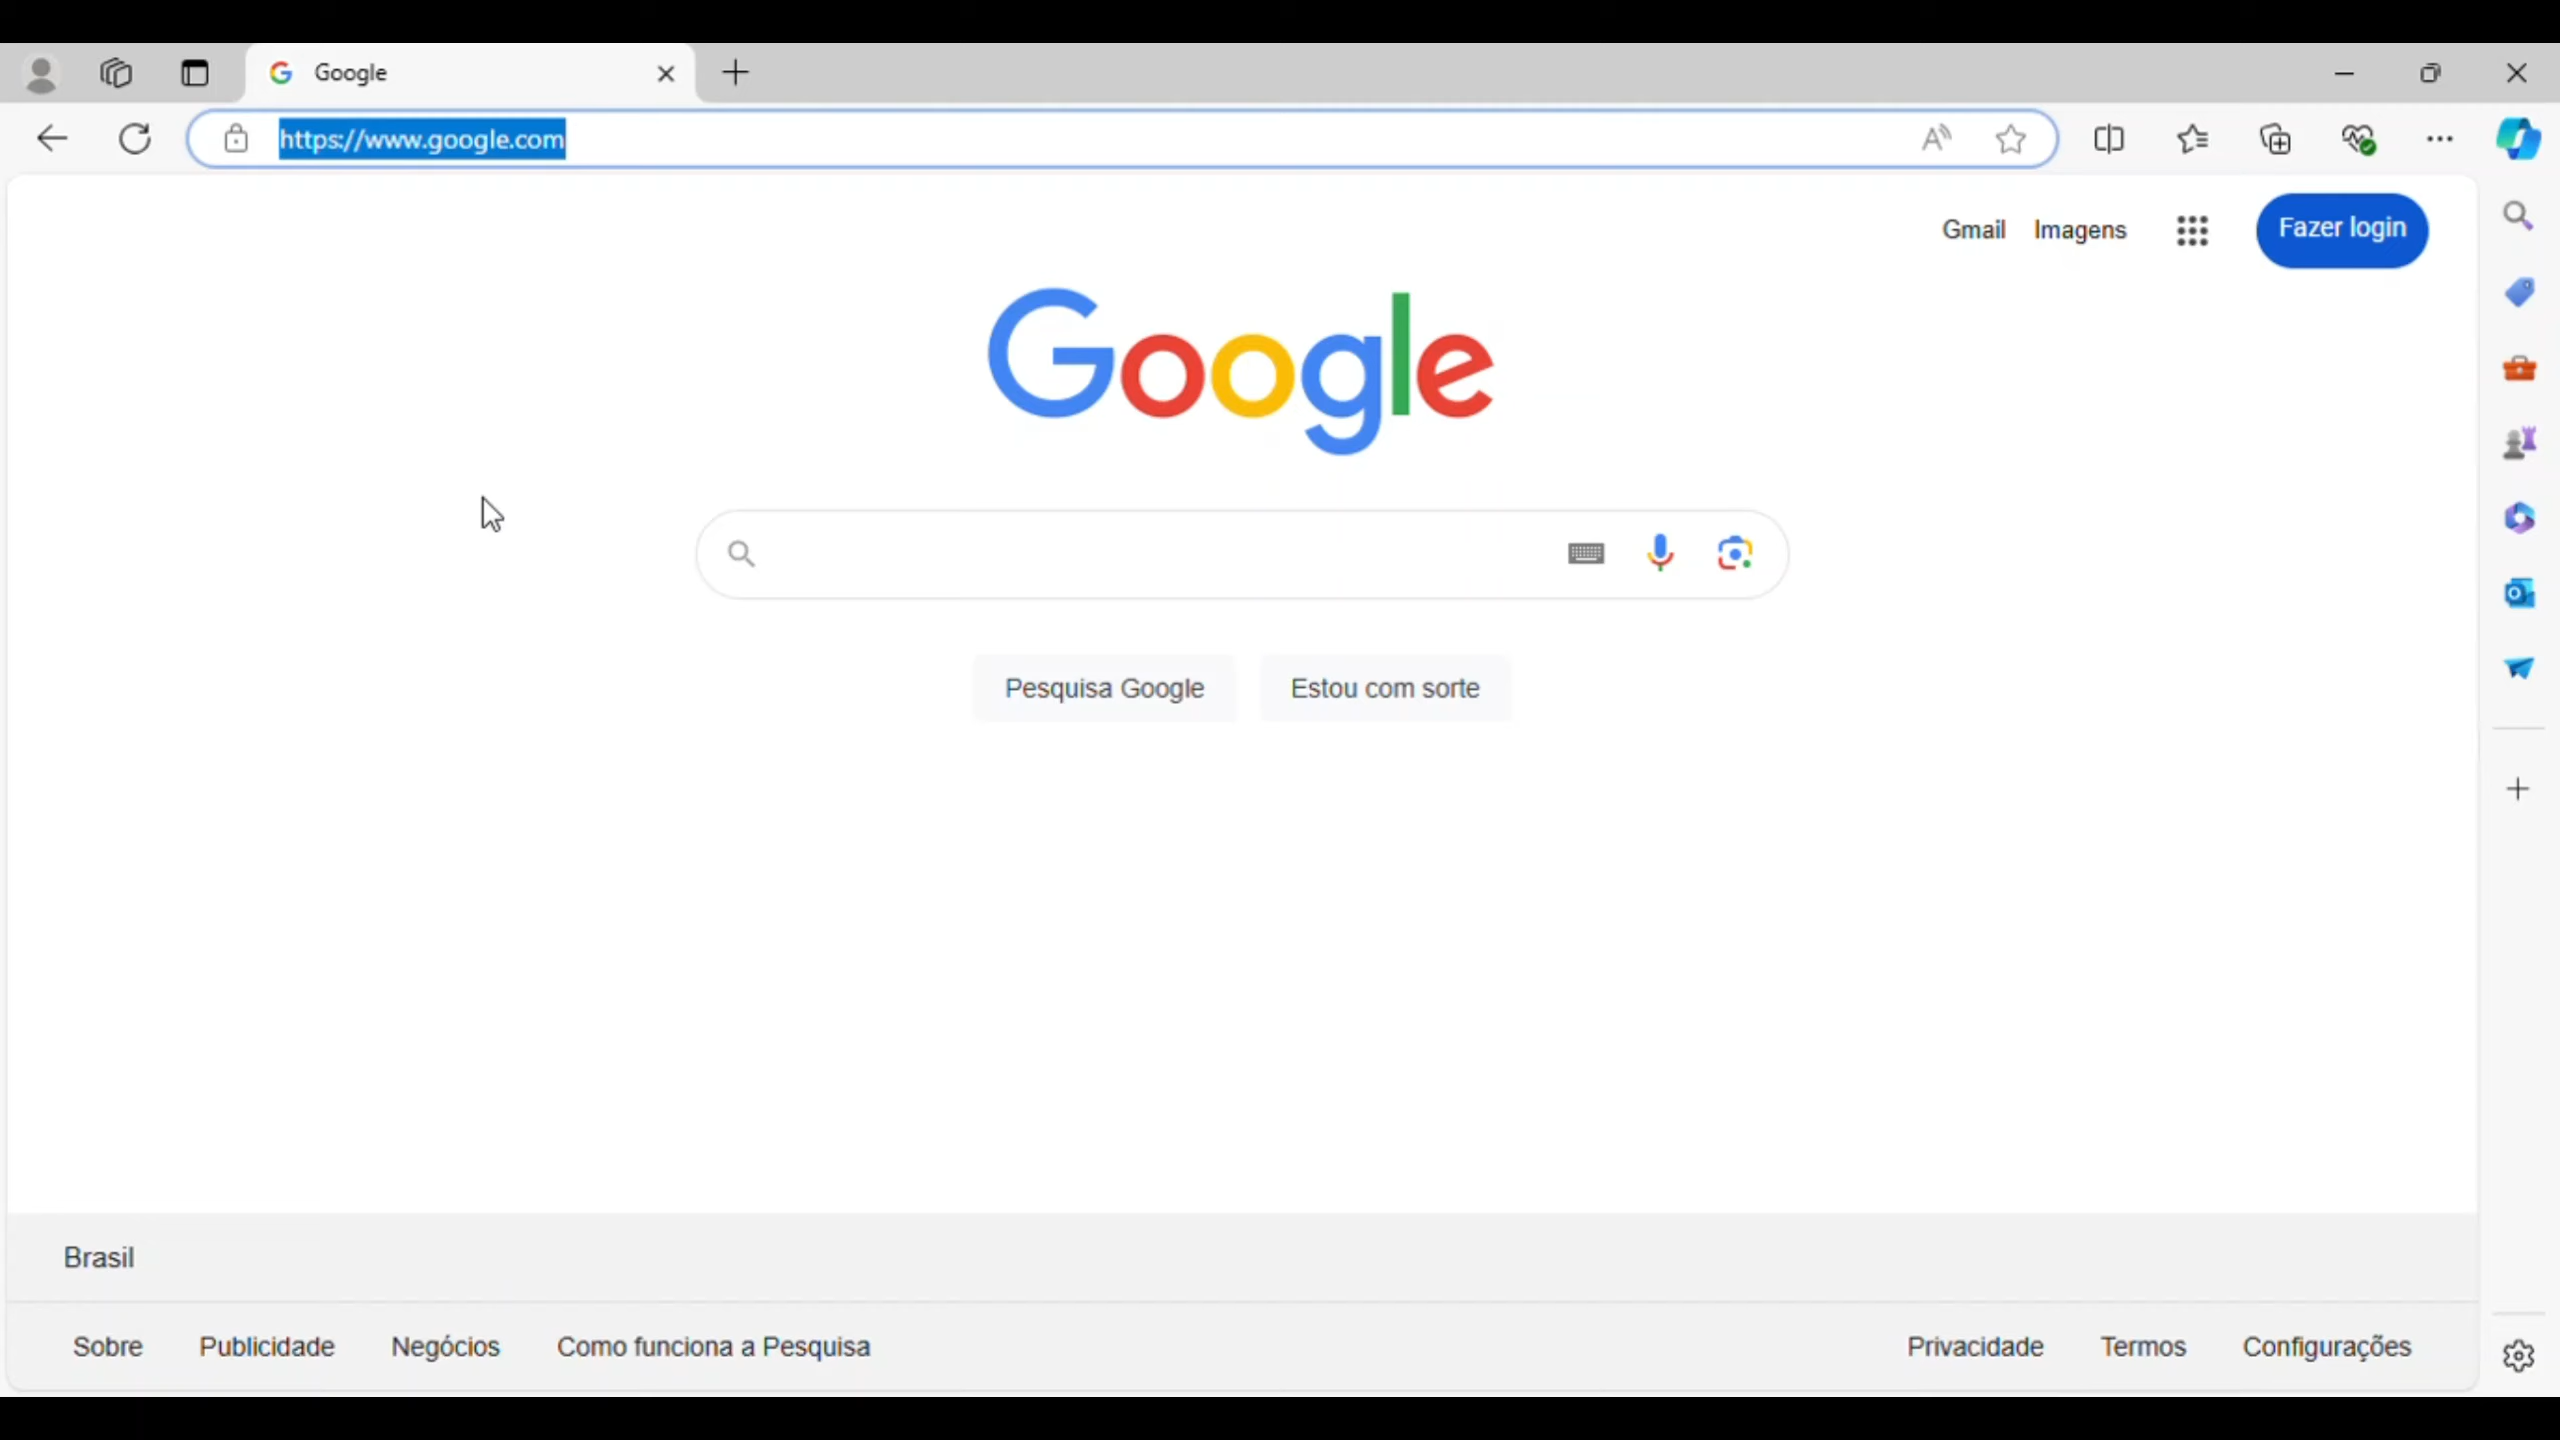 Google
https://www.google.com
Gmail Imagens Fazer login
Google
Pesquisa Google Estou com sorte
Brasil
Sobre Publicidade Negócios Como funciona a Pesquisa Privacidade Termos Configurações